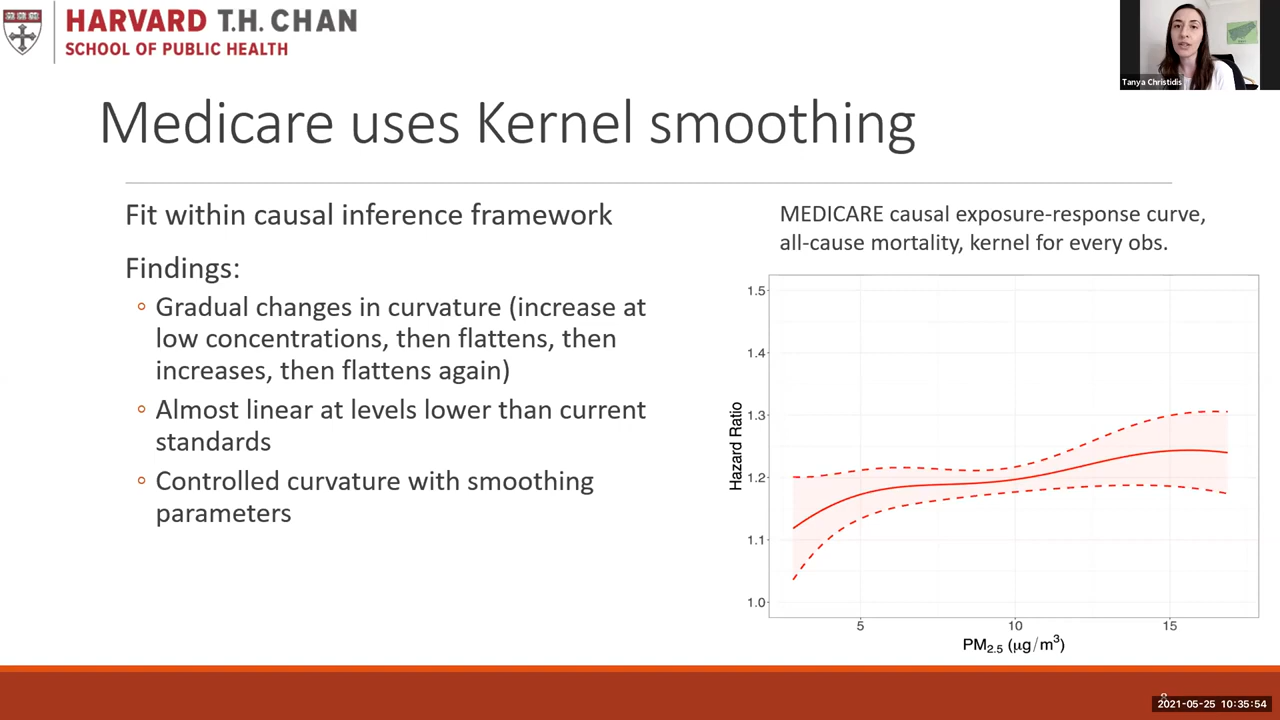 HARVARD T.H. CHAN
SCHOOL OF PUBLIC HEALTH
Tanya Christidis
Medicare uses Kernel smoothing
Fit within causal inference framework
Findings:
◦ Gradual changes in curvature (increase at
low concentrations, then flattens, then
increases, then flattens again)
◦ Almost linear at levels lower than current
standards
◦ Controlled curvature with smoothing
parameters
MEDICARE causal exposure-response curve,
all-cause mortality, kernel for every obs.
1.5
1.4
1.3
1.2
1.1
1.0
Hazard Ratio
5 10 15
PM2.5 (μg/m³)
8
2021-05-25 10:35:54